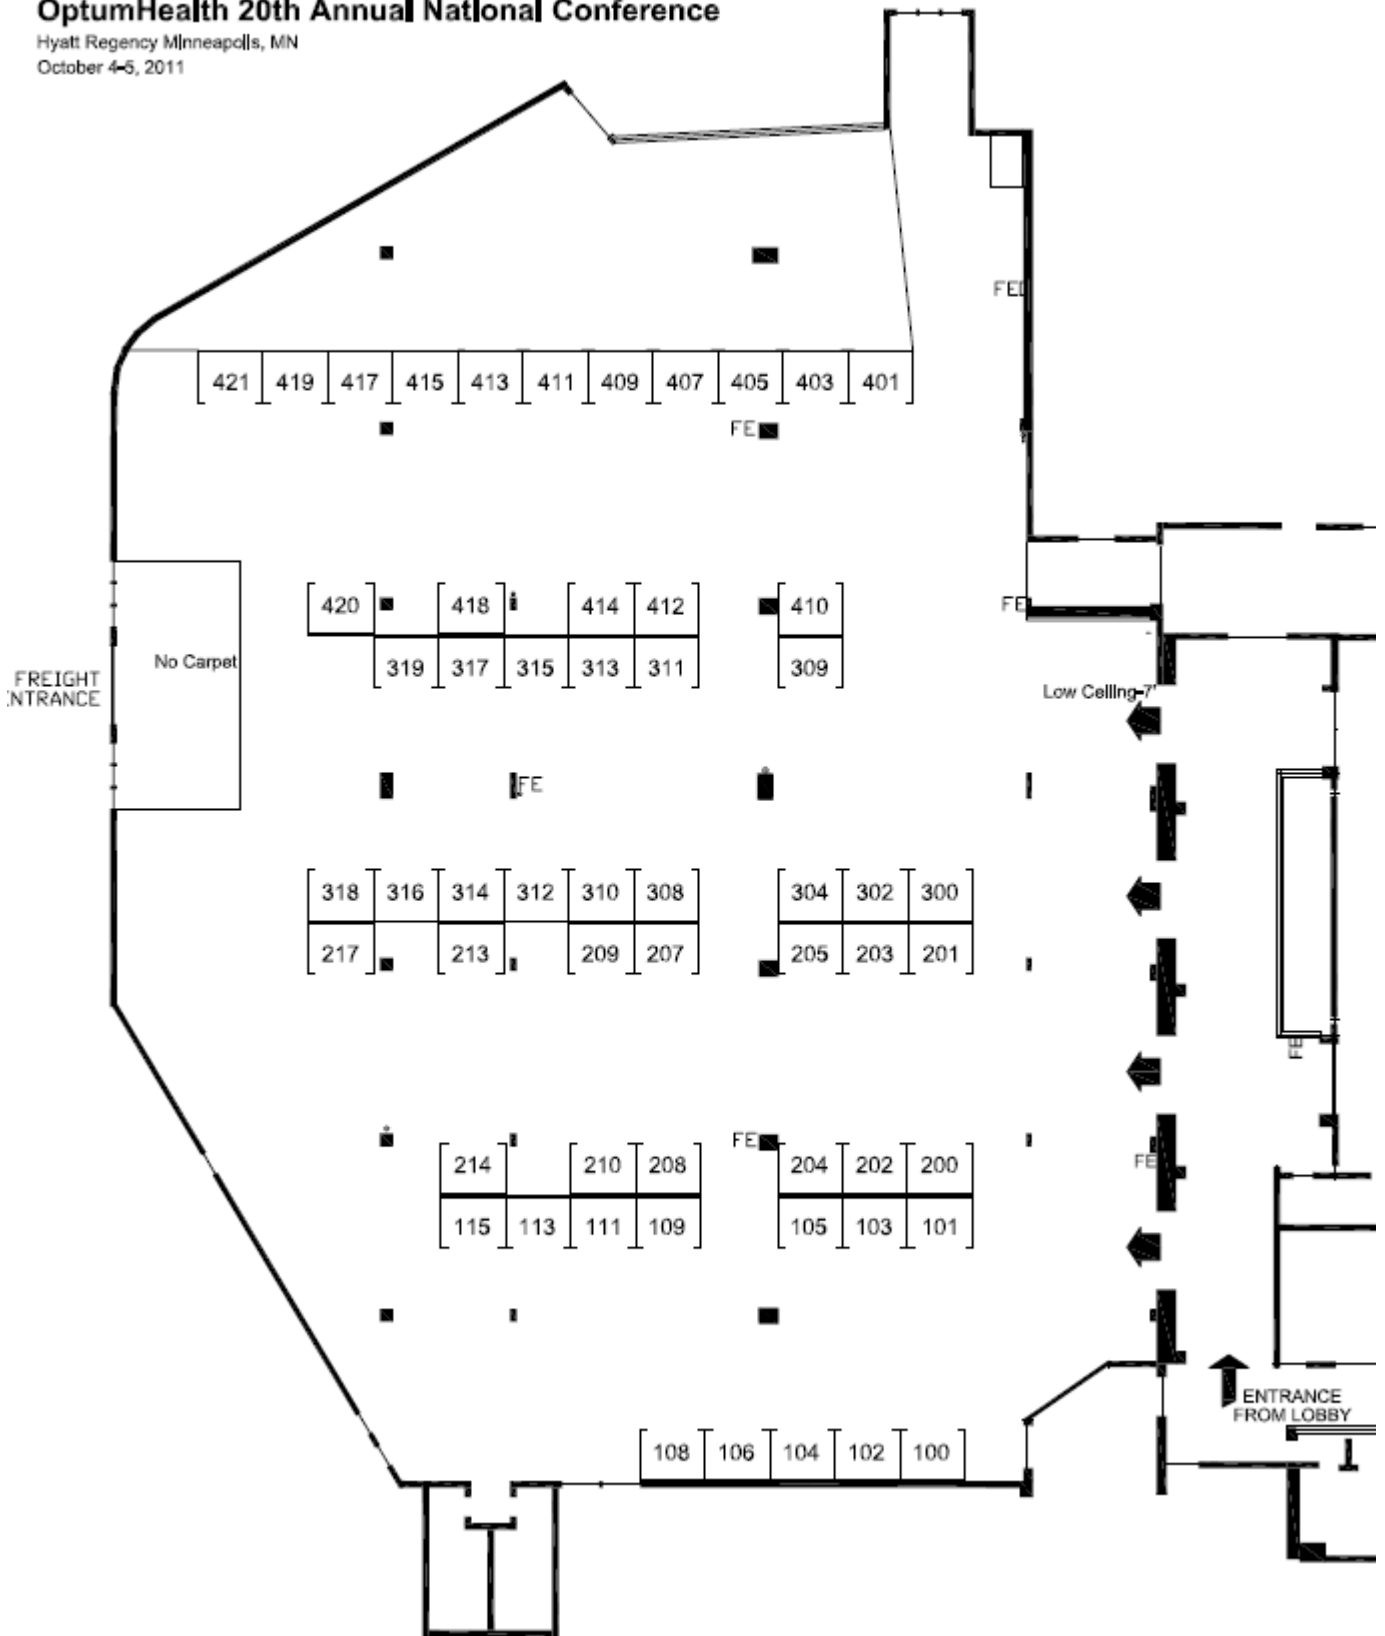 OptumHealth 20th Annual National Conference
Hyatt Regency Minneapolis, MN
October 4-5, 2011
FE
421 419 417 415 413 411 409 407 405 403 401
FE
420 418 414 412 410
FE
319 317 315 313 311 309
No Carpet
FREIGHT
ENTRANCE
Low Ceiling-7'
FE
318 316 314 312 310 308 304 302 300
217 213 209 207 205 203 201
FE
FE
214 210 208 204 202 200
FE
115 113 111 109 105 103 101
ENTRANCE
FROM LOBBY
108 106 104 102 100